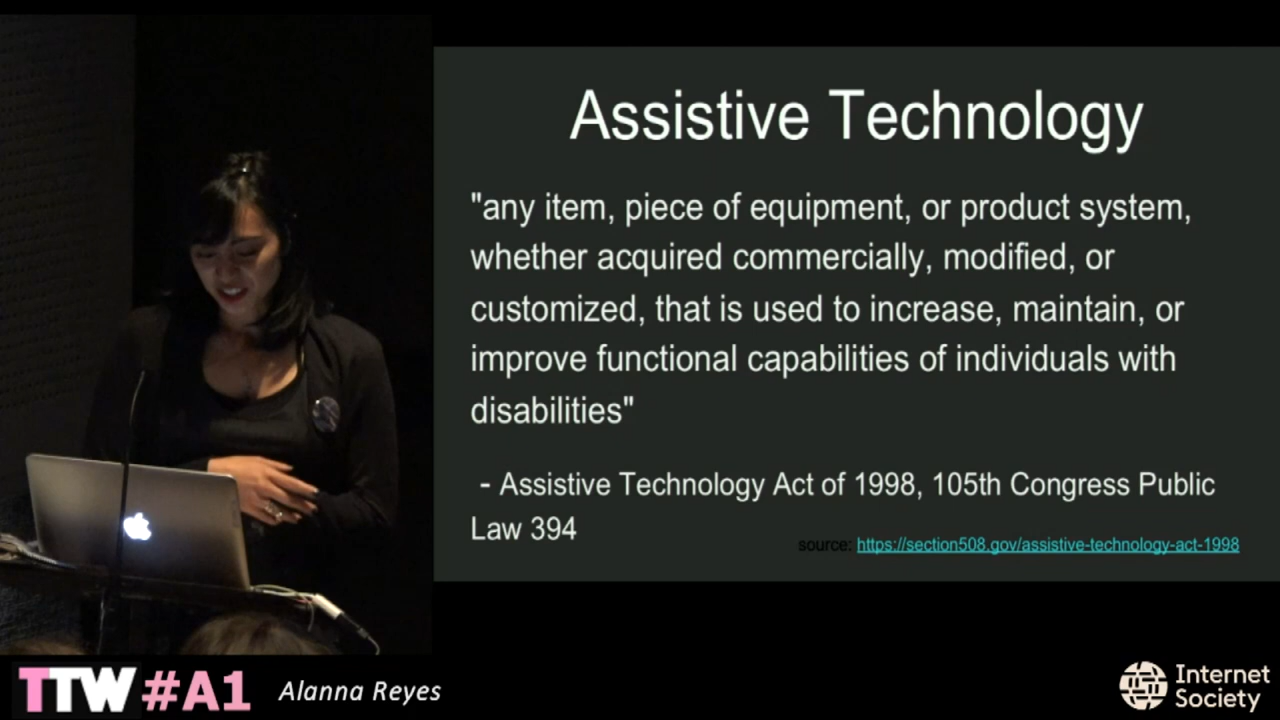 Assistive Technology
"any item, piece of equipment, or product system,
whether acquired commercially, modified, or
customized, that is used to increase, maintain, or
improve functional capabilities of individuals with
disabilities"
- Assistive Technology Act of 1998, 105th Congress Public
Law 394
source: https://section508.gov/assistive-technology-act-1998
TTW#A1
Alanna Reyes
Internet
Society